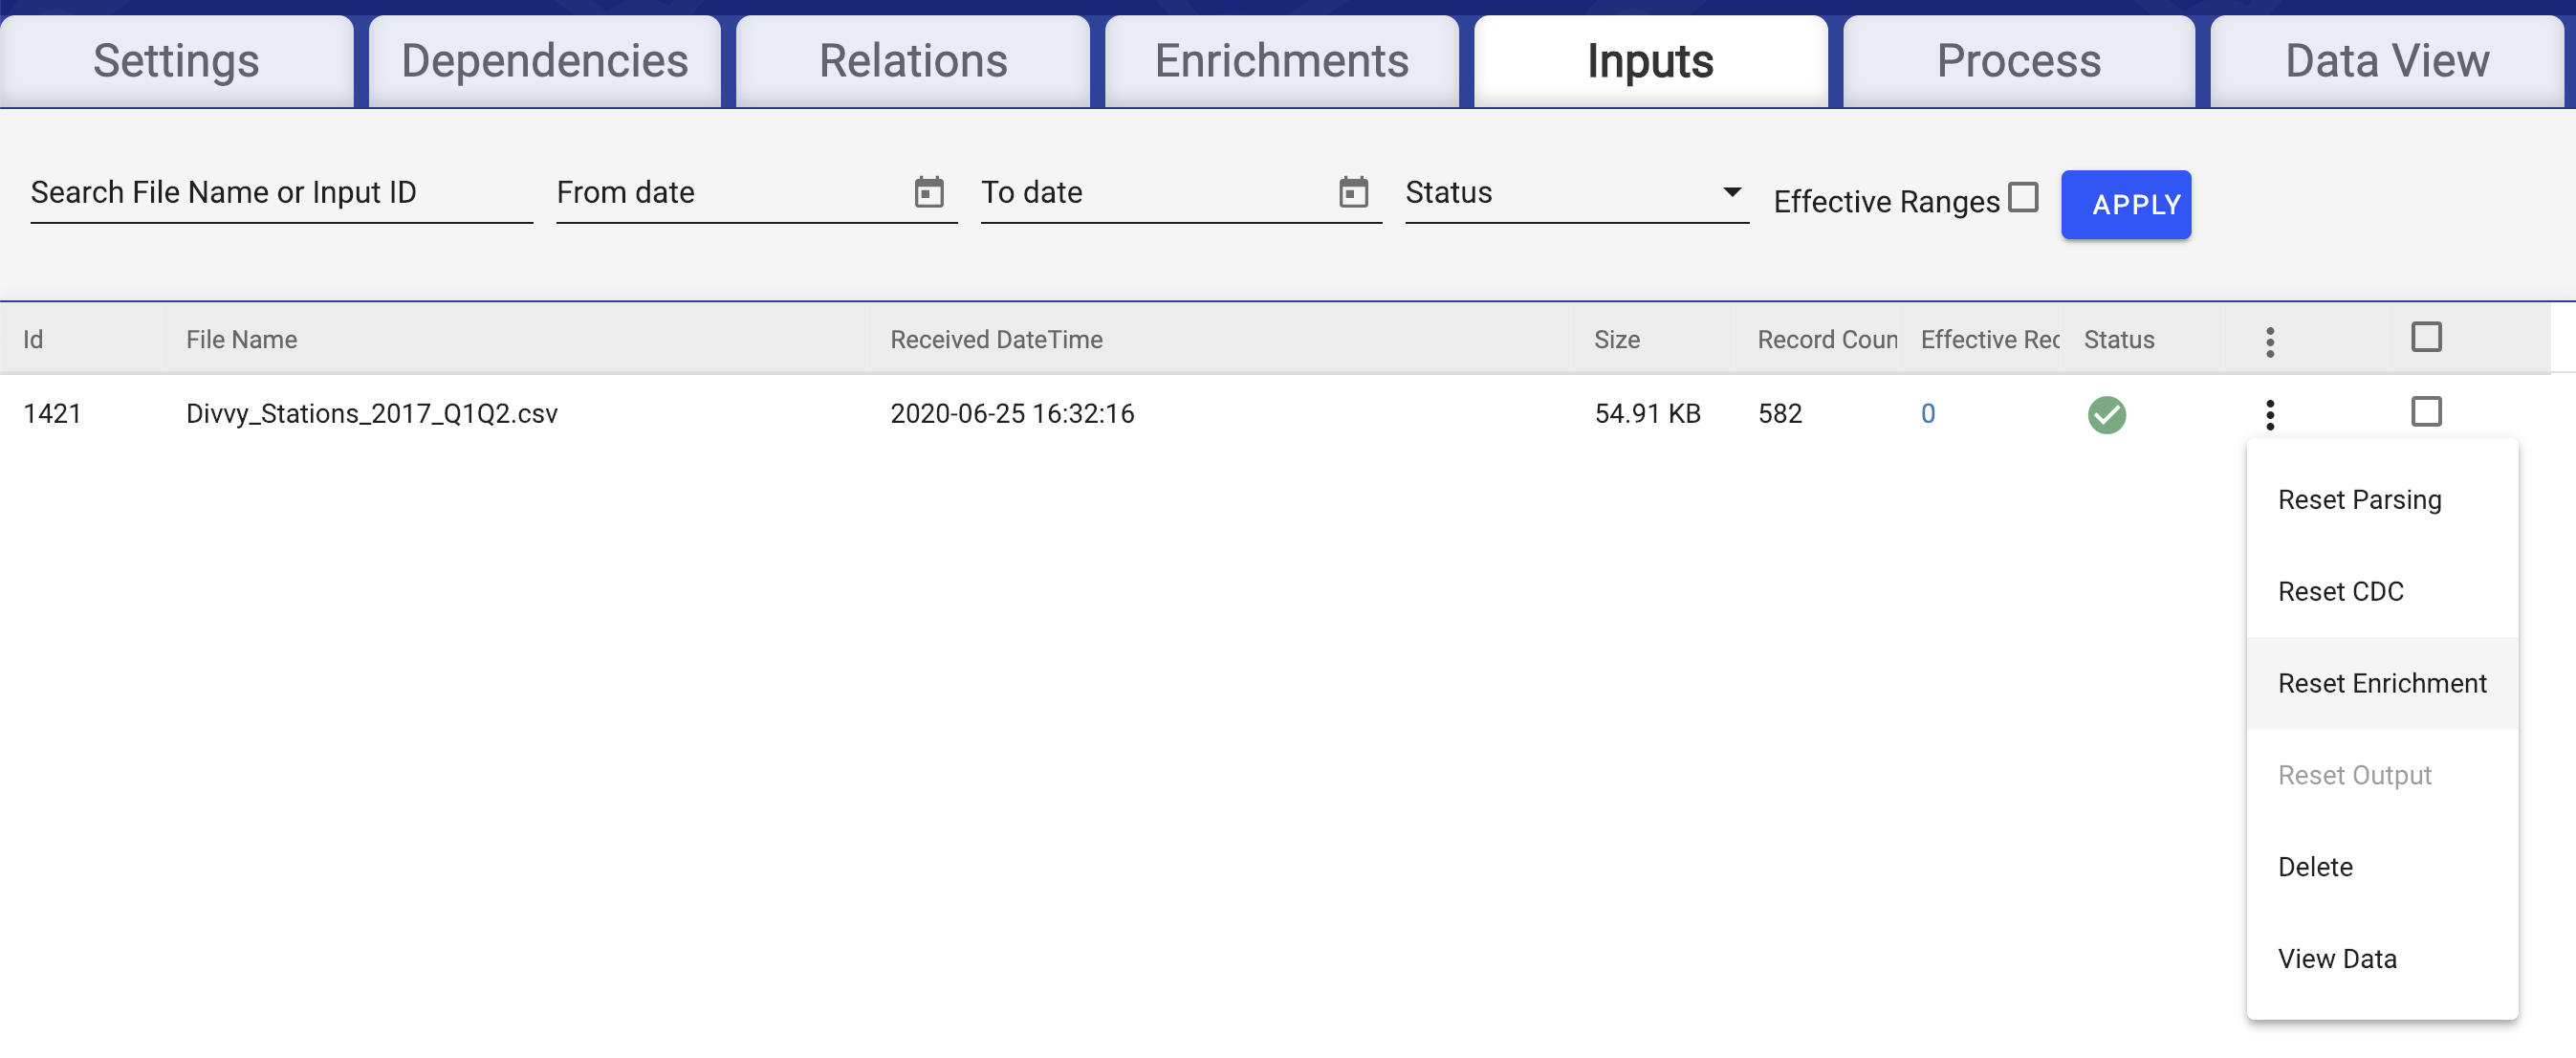 Settings Dependencies Relations Enrichments Inputs Process Data View
Search File Name or Input ID From date To date Status Effective Ranges APPLY
Id File Name Received DateTime Size Record Coun Effective Rec Status
1421 Divvy_Stations_2017_Q1Q2.csv 2020-06-25 16:32:16 54.91 KB 582 0
Reset Parsing
Reset CDC
Reset Enrichment
Reset Output
Delete
View Data